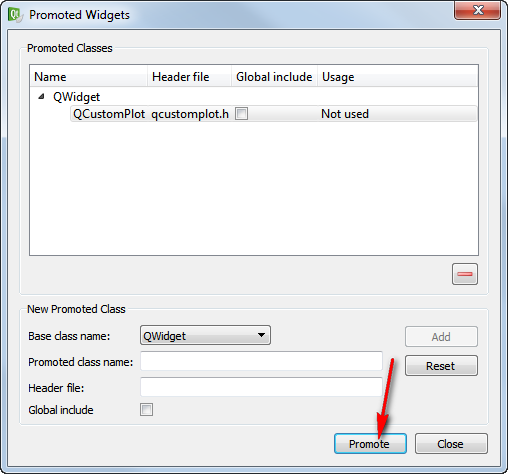 Promoted Widgets
Promoted Classes
Name Header file Global include Usage
QWidget
QCustomPlot qcustomplot.h Not used
New Promoted Class
Base class name: QWidget Add
Promoted class name: Reset
Header file:
Global include
Promote Close